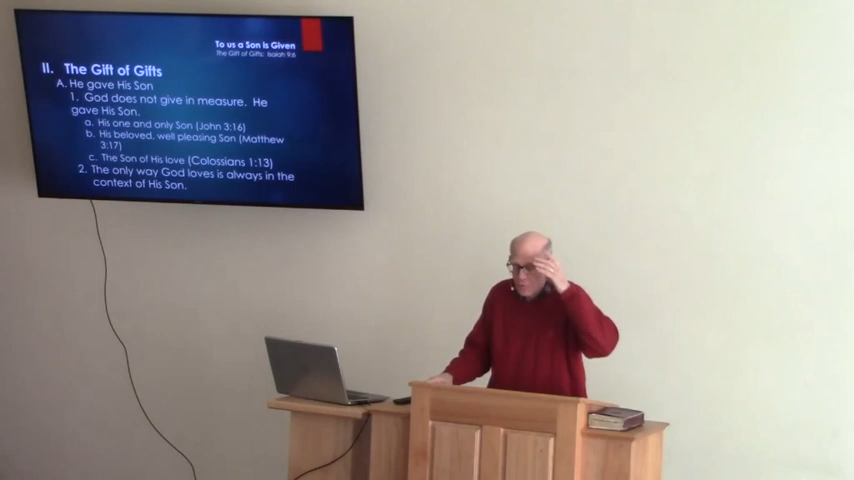 To us a Son is Given
The Gift of Gifts: Isaiah 9:6
II. The Gift of Gifts
A. He gave His Son
1. God does not give in measure. He
gave His Son.
a. His one and only Son (John 3:16)
b. His beloved, well pleasing Son (Matthew
3:17)
c. The Son of His love (Colossians 1:13)
2. The only way God loves is always in the
context of His Son.